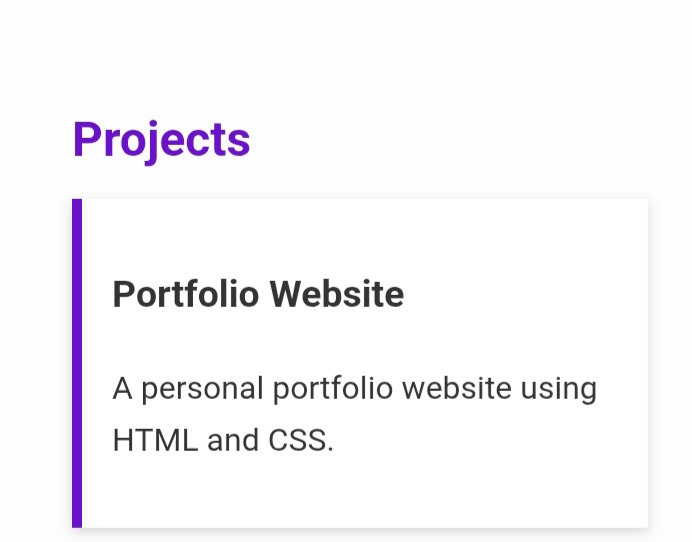 Projects
Portfolio Website
A personal portfolio website using
HTML and CSS.